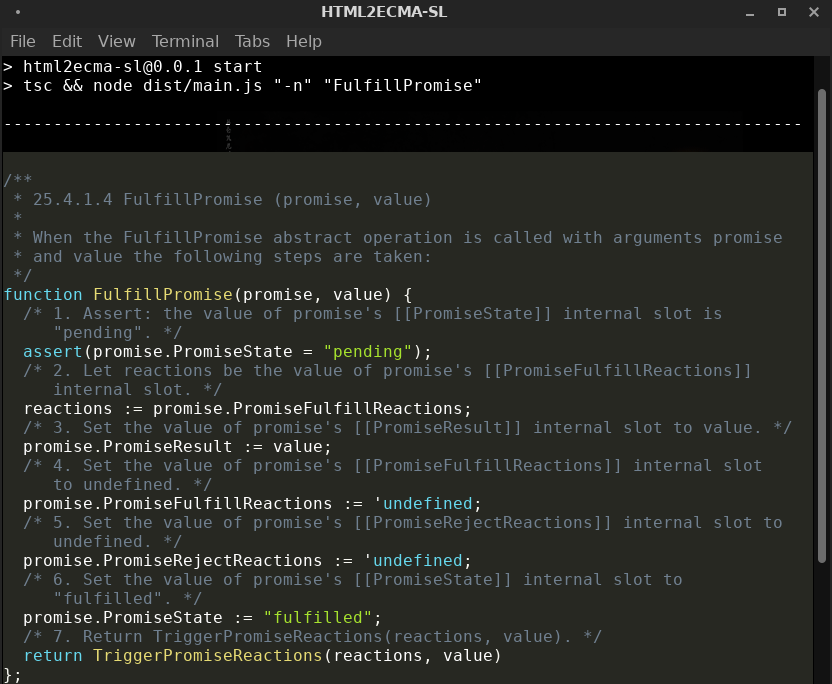 HTML2ECMA-SL
File Edit View Terminal Tabs Help
> html2ecma-sl@0.0.1 start
> tsc && node dist/main.js "-n" "FulfillPromise"
--------------------------------------------------------------------------------
/**
 * 25.4.1.4 FulfillPromise (promise, value)
 *
 * When the FulfillPromise abstract operation is called with arguments promise
 * and value the following steps are taken:
 */
function FulfillPromise(promise, value) {
  /* 1. Assert: the value of promise's [[PromiseState]] internal slot is
     "pending". */
  assert(promise.PromiseState = "pending");
  /* 2. Let reactions be the value of promise's [[PromiseFulfillReactions]]
     internal slot. */
  reactions := promise.PromiseFulfillReactions;
  /* 3. Set the value of promise's [[PromiseResult]] internal slot to value. */
  promise.PromiseResult := value;
  /* 4. Set the value of promise's [[PromiseFulfillReactions]] internal slot
     to undefined. */
  promise.PromiseFulfillReactions := 'undefined;
  /* 5. Set the value of promise's [[PromiseRejectReactions]] internal slot to
     undefined. */
  promise.PromiseRejectReactions := 'undefined;
  /* 6. Set the value of promise's [[PromiseState]] internal slot to
     "fulfilled". */
  promise.PromiseState := "fulfilled";
  /* 7. Return TriggerPromiseReactions(reactions, value). */
  return TriggerPromiseReactions(reactions, value)
};